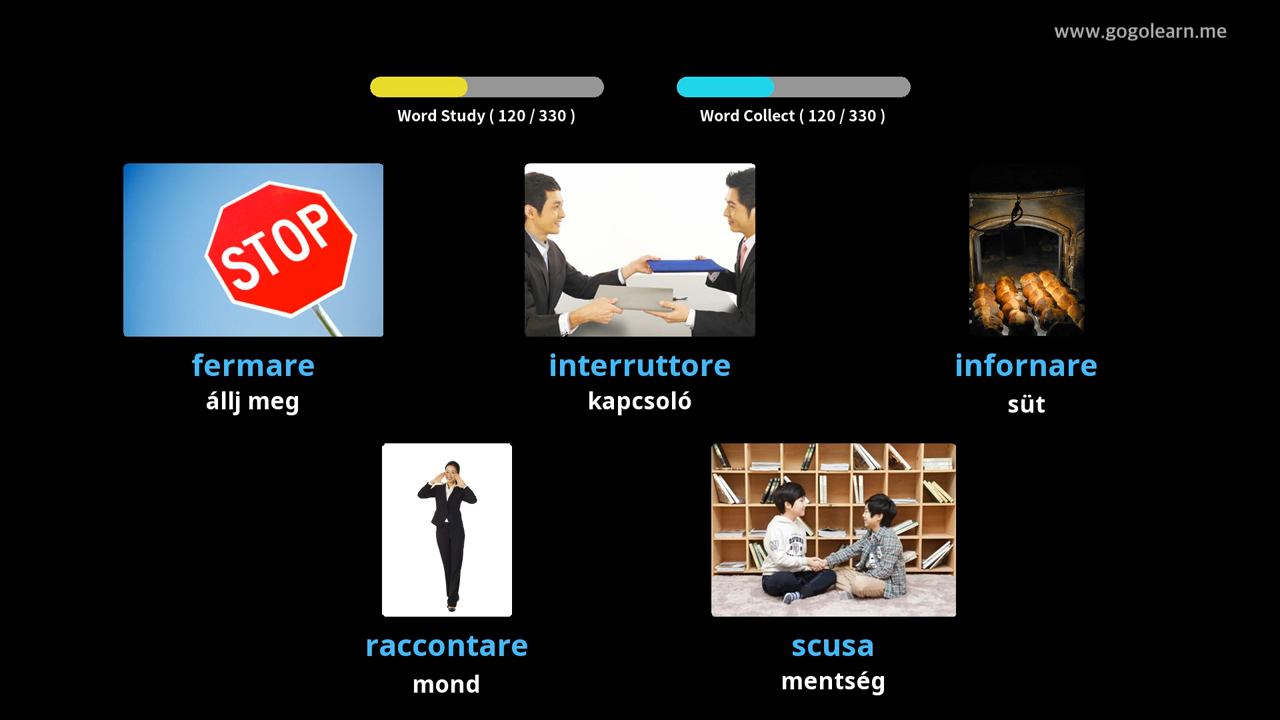 www.gogolearn.me
Word Study ( 120 / 330 )
Word Collect ( 120 / 330 )
STOP
fermare
állj meg
interruttore
kapcsoló
infornare
süt
raccontare
mond
scusa
mentség